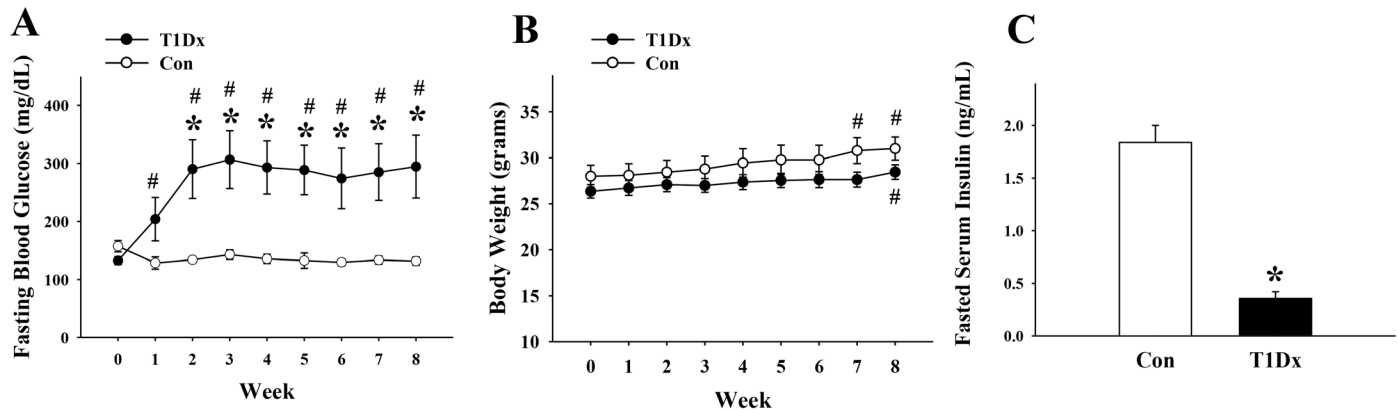 A
T1Dx
Con
Fasting Blood Glucose (mg/dL)
400
300
200
100
0
# # # # # # # #
* * * * * * *
0 1 2 3 4 5 6 7 8
Week
B
T1Dx
Con
Body Weight (grams)
35
30
25
20
15
10
# #
#
0 1 2 3 4 5 6 7 8
Week
C
Fasted Serum Insulin (ng/mL)
2.0
1.5
1.0
0.5
0.0
*
Con T1Dx